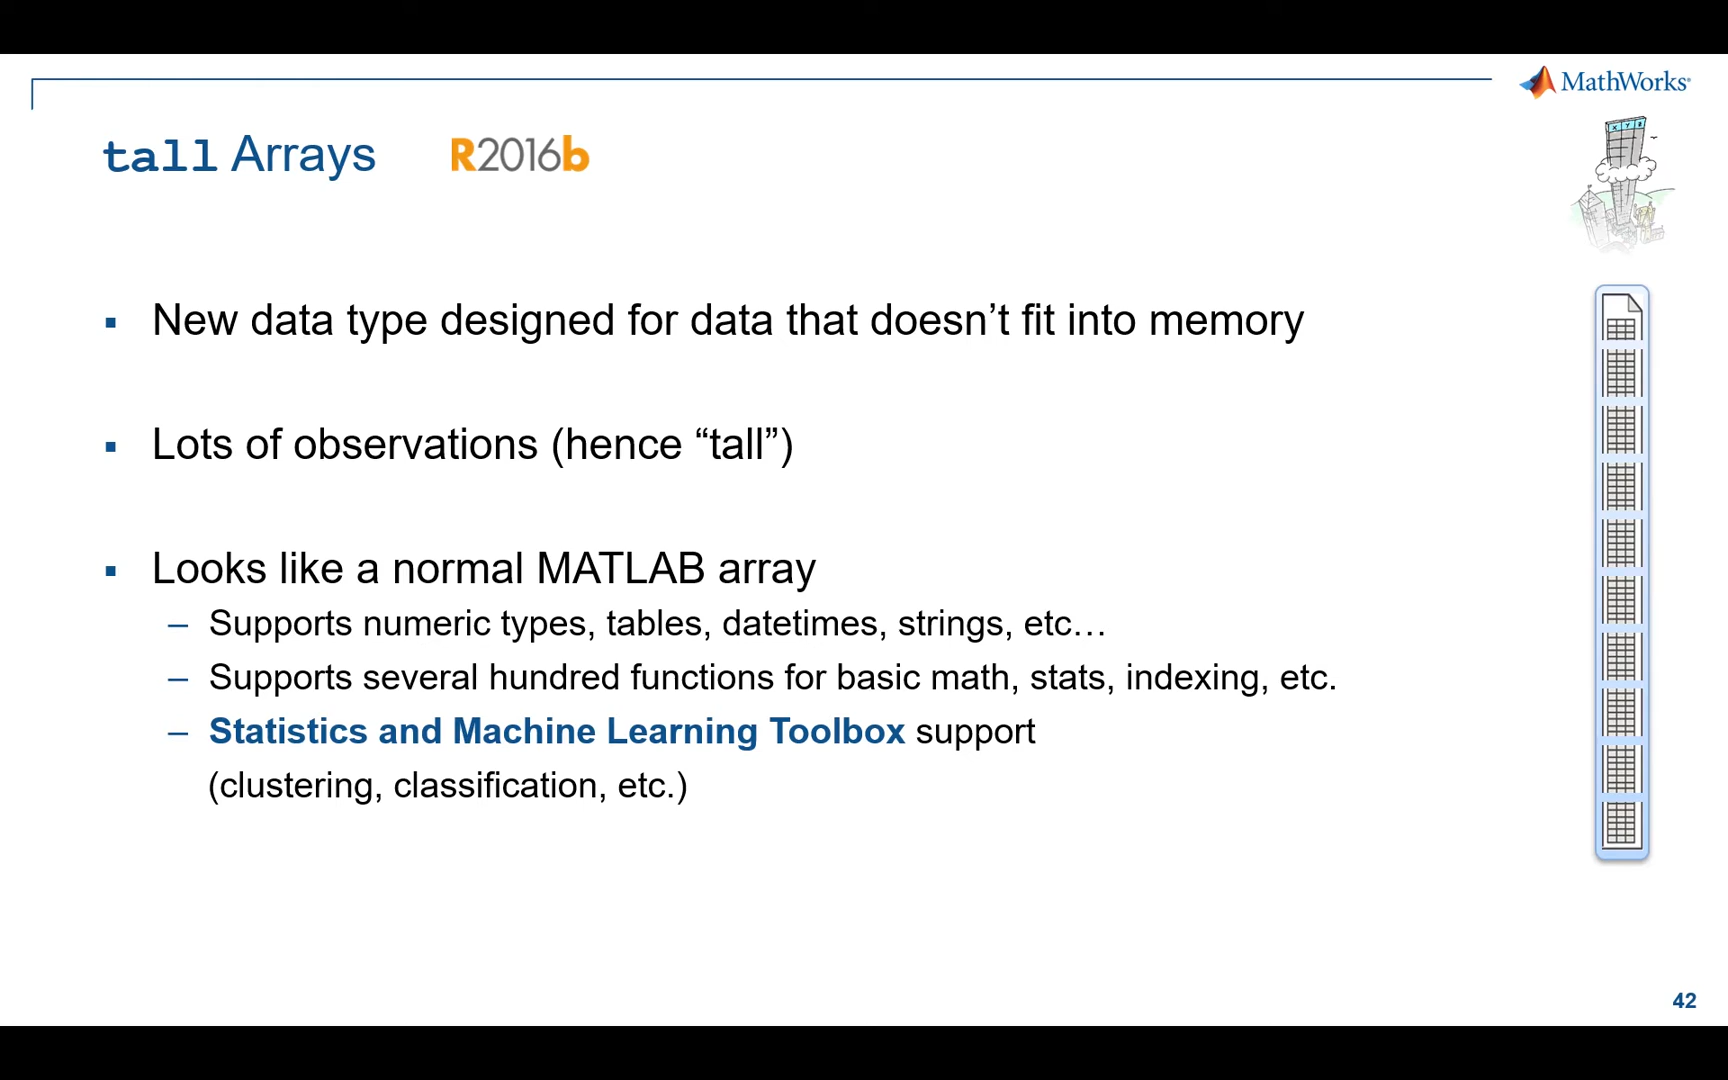 MathWorks®
tall Arrays R2016b
▪ New data type designed for data that doesn’t fit into memory
▪ Lots of observations (hence “tall”)
▪ Looks like a normal MATLAB array
– Supports numeric types, tables, datetimes, strings, etc…
– Supports several hundred functions for basic math, stats, indexing, etc.
– Statistics and Machine Learning Toolbox support
(clustering, classification, etc.)
42